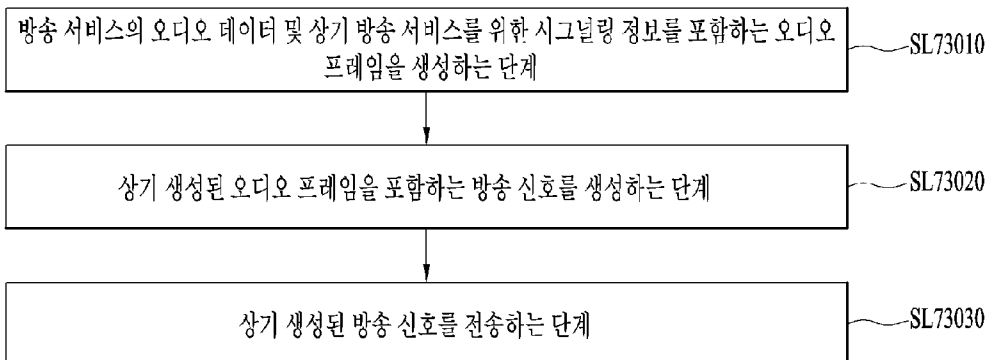 방송 서비스의 오디오 데이터 및 상기 방송 서비스를 위한 시그널링 정보를 포함하는 오디오
프레임을 생성하는 단계
SL73010
상기 생성된 오디오 프레임을 포함하는 방송 신호를 생성하는 단계
SL73020
상기 생성된 방송 신호를 전송하는 단계
SL73030